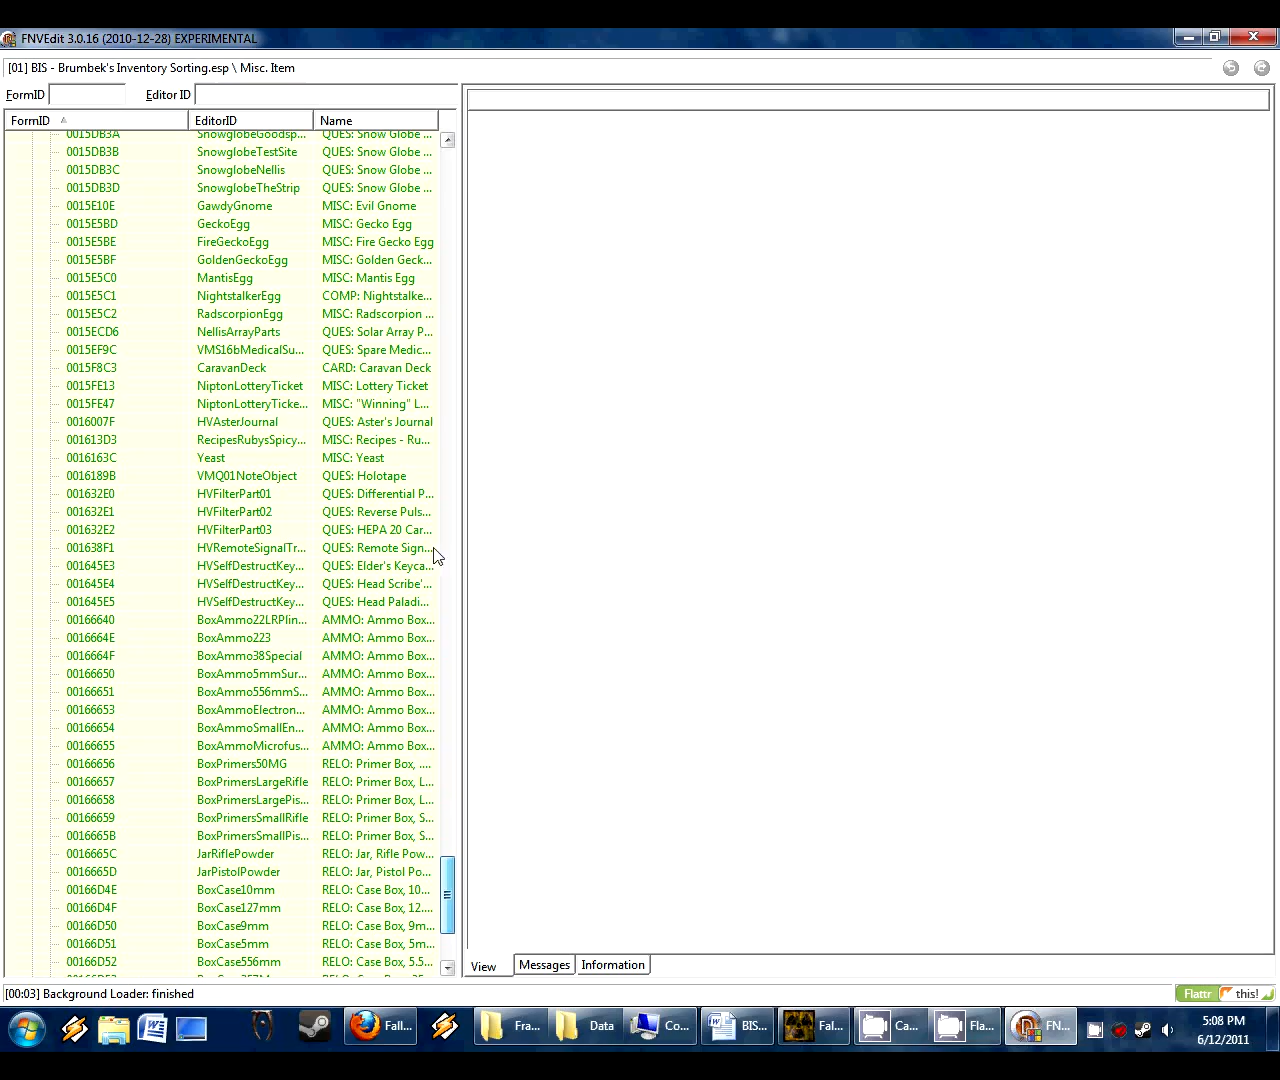 FNVEdit 3.0.16 (2010-12-28) EXPERIMENTAL
[01] BIS - Brumbek's Inventory Sorting.esp \ Misc. Item
FormID Editor ID
FormID EditorID Name
0015DB3A SnowglobeGoodsp... QUES: Snow Globe ...
0015DB3B SnowglobeTestSite QUES: Snow Globe ...
0015DB3C SnowglobeNellis QUES: Snow Globe ...
0015DB3D SnowglobeTheStrip QUES: Snow Globe ...
0015E10E GawdyGnome MISC: Evil Gnome
0015E5BD GeckoEgg MISC: Gecko Egg
0015E5BE FireGeckoEgg MISC: Fire Gecko Egg
0015E5BF GoldenGeckoEgg MISC: Golden Geck...
0015E5C0 MantisEgg MISC: Mantis Egg
0015E5C1 NightstalkerEgg COMP: Nightstalke...
0015E5C2 RadscorpionEgg MISC: Radscorpion ...
0015ECD6 NellisArrayParts QUES: Solar Array P...
0015EF9C VMS16bMedicalSu... QUES: Spare Medic...
0015F8C3 CaravanDeck CARD: Caravan Deck
0015FE13 NiptonLotteryTicket MISC: Lottery Ticket
0015FE47 NiptonLotteryTicke... MISC: "Winning" L...
0016007F HVAsterJournal QUES: Aster's Journal
001613D3 RecipesRubysSpicy... MISC: Recipes - Ru...
0016163C Yeast MISC: Yeast
0016189B VMQ01NoteObject QUES: Holotape
001632E0 HVFilterPart01 QUES: Differential P...
001632E1 HVFilterPart02 QUES: Reverse Puls...
001632E2 HVFilterPart03 QUES: HEPA 20 Car...
001638F1 HVRemoteSignalTr... QUES: Remote Sign...
001645E3 HVSelfDestructKey... QUES: Elder's Keyca...
001645E4 HVSelfDestructKey... QUES: Head Scribe'...
001645E5 HVSelfDestructKey... QUES: Head Paladi...
00166640 BoxAmmo22LRPlin... AMMO: Ammo Box...
0016664E BoxAmmo223 AMMO: Ammo Box...
0016664F BoxAmmo38Special AMMO: Ammo Box...
00166650 BoxAmmo5mmSur... AMMO: Ammo Box...
00166651 BoxAmmo556mmS... AMMO: Ammo Box...
00166653 BoxAmmoElectron... AMMO: Ammo Box...
00166654 BoxAmmoSmallEn... AMMO: Ammo Box...
00166655 BoxAmmoMicrofus... AMMO: Ammo Box...
00166656 BoxPrimers50MG RELO: Primer Box, ....
00166657 BoxPrimersLargeRifle RELO: Primer Box, L...
00166658 BoxPrimersLargePis... RELO: Primer Box, L...
00166659 BoxPrimersSmallRifle RELO: Primer Box, S...
0016665B BoxPrimersSmallPis... RELO: Primer Box, S...
0016665C JarRiflePowder RELO: Jar, Rifle Pow...
0016665D JarPistolPowder RELO: Jar, Pistol Po...
00166D4E BoxCase10mm RELO: Case Box, 10...
00166D4F BoxCase127mm RELO: Case Box, 12....
00166D50 BoxCase9mm RELO: Case Box, 9m...
00166D51 BoxCase5mm RELO: Case Box, 5m...
00166D52 BoxCase556mm RELO: Case Box, 5.5...
View Messages Information
[00:03] Background Loader: finished
Flattr this!
Fall... Fra... Data Co... BIS... Fal... Ca... Fla... FN...
5:08 PM
6/12/2011